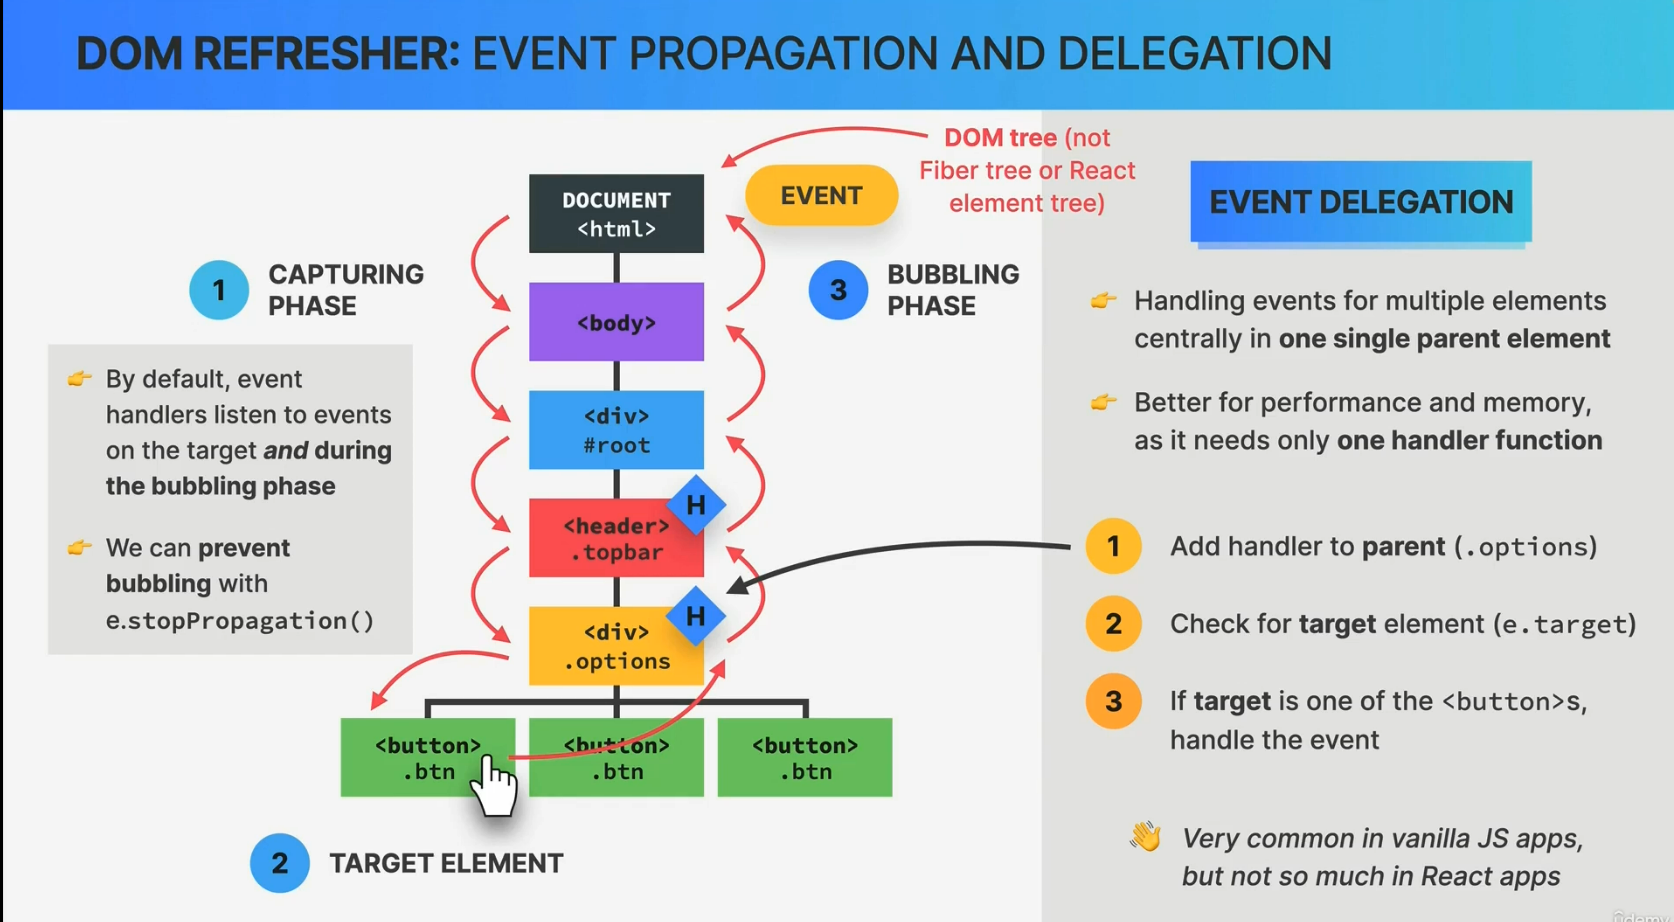 DOM REFRESHER: EVENT PROPAGATION AND DELEGATION
DOM tree (not
Fiber tree or React
element tree)
EVENT
DOCUMENT
<html>
1
CAPTURING
PHASE
3
BUBBLING
PHASE
<body>
<div>
#root
<header>
.topbar
H
<div>
.options
H
<button>
.btn
<button>
.btn
<button>
.btn
2
TARGET ELEMENT
👉 By default, event
handlers listen to events
on the target and during
the bubbling phase
👉 We can prevent
bubbling with
e.stopPropagation()
EVENT DELEGATION
👉 Handling events for multiple elements
centrally in one single parent element
👉 Better for performance and memory,
as it needs only one handler function
1 Add handler to parent (.options)
2 Check for target element (e.target)
3 If target is one of the <button>s,
handle the event
👋 Very common in vanilla JS apps,
but not so much in React apps
ûdemy